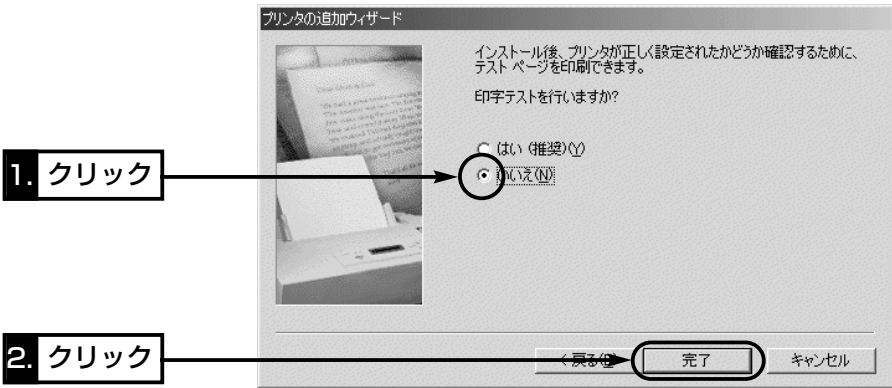 プリンタの追加ウィザード
インストール後、プリンタが正しく設定されたかどうか確認するために、
テスト ページを印刷できます。
印字テストを行いますか?
はい (推奨)(Y)
1. クリック
いいえ(N)
2. クリック
< 戻る(B)
完了
キャンセル